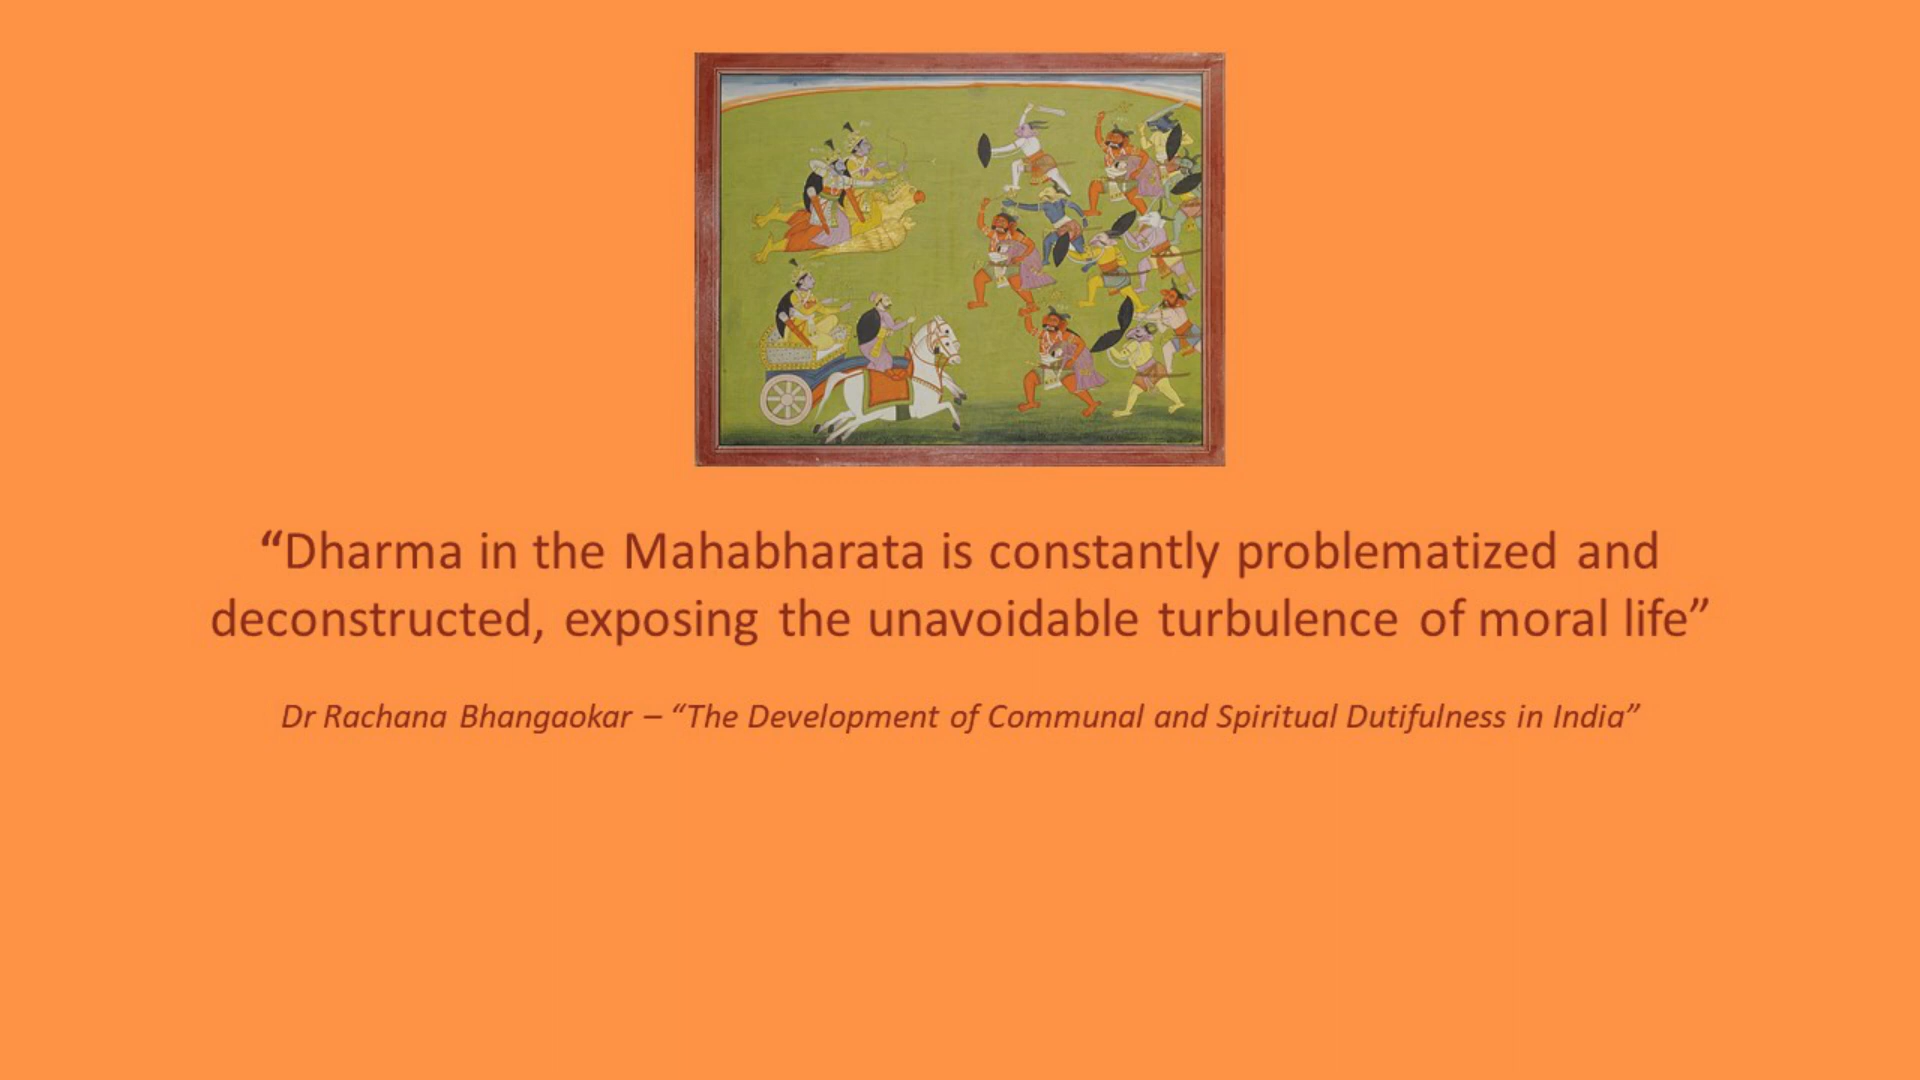 “Dharma in the Mahabharata is constantly problematized and
deconstructed, exposing the unavoidable turbulence of moral life”
Dr Rachana Bhangaokar – “The Development of Communal and Spiritual Dutifulness in India”